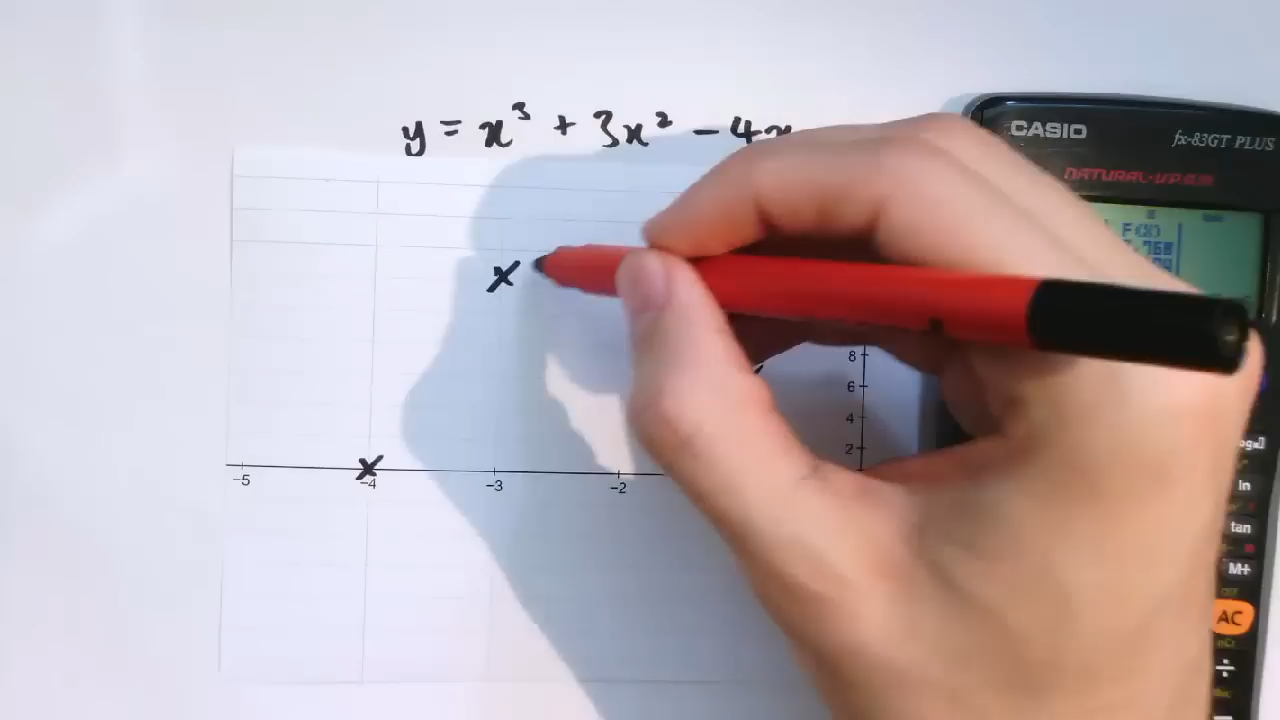 y = x³ + 3x² - 4x
CASIO
fx-83GT PLUS
NATURAL-V.P.A.M.
F(X)
8
6
4
2
-5
-4
-3
-2
ln
tan
M+
AC
÷